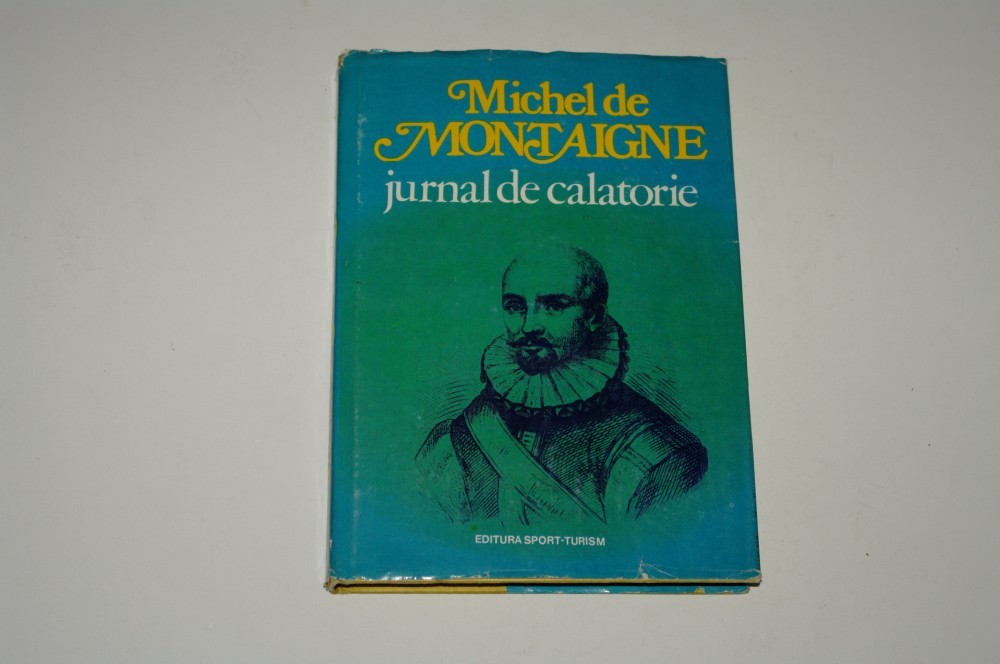 Michel de
MONTAIGNE
jurnal de calatorie
EDITURA SPORT-TURISM